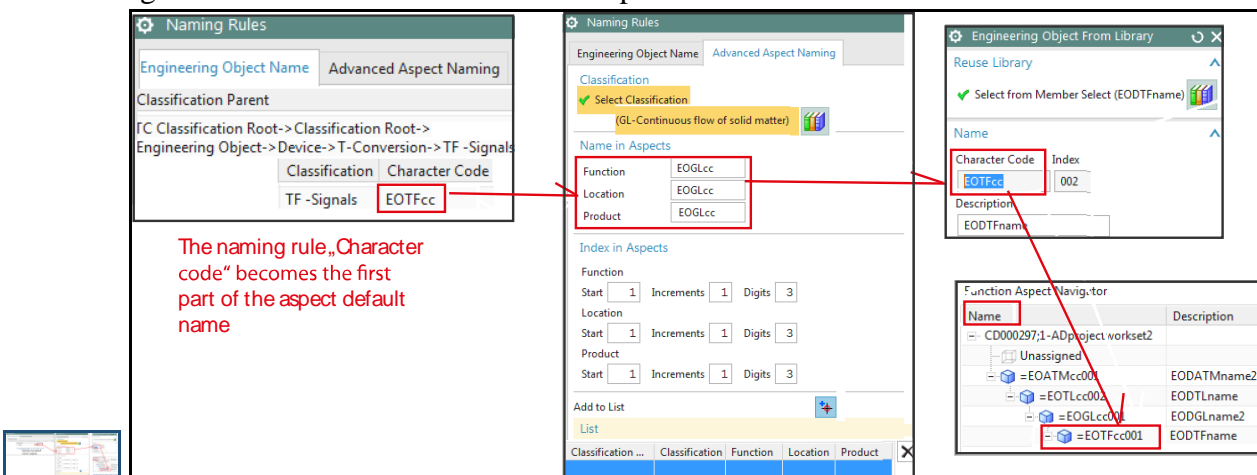 Naming Rules
Engineering Object Name Advanced Aspect Naming
Classification Parent
TC Classification Root->Classification Root->
Engineering Object->Device->T-Conversion->TF -Signals
Classification Character Code
TF -Signals EOTFcc
The naming rule„Character
code“ becomes the first
part of the aspect default
name
Naming Rules
Engineering Object Name Advanced Aspect Naming
Classification
Select Classification
(GL-Continuous flow of solid matter)
Name in Aspects
Function EOGLcc
Location EOGLcc
Product EOGLcc
Index in Aspects
Function
Start 1 Increments 1 Digits 3
Location
Start 1 Increments 1 Digits 3
Product
Start 1 Increments 1 Digits 3
Add to List
List
Classification ... Classification Function Location Product X
Engineering Object From Library
Reuse Library
Select from Member Select (EODTFname)
Name
Character Code Index
EOTFcc 002
Description
EODTFname
Function Aspect Navigator
Name Description
CD000297;1-ADproject workset2
Unassigned
=EOATMcc001 EODATMname2
=EOTLcc002 EODTLname
=EOGLcc001 EODGLname2
=EOTFcc001 EODTFname